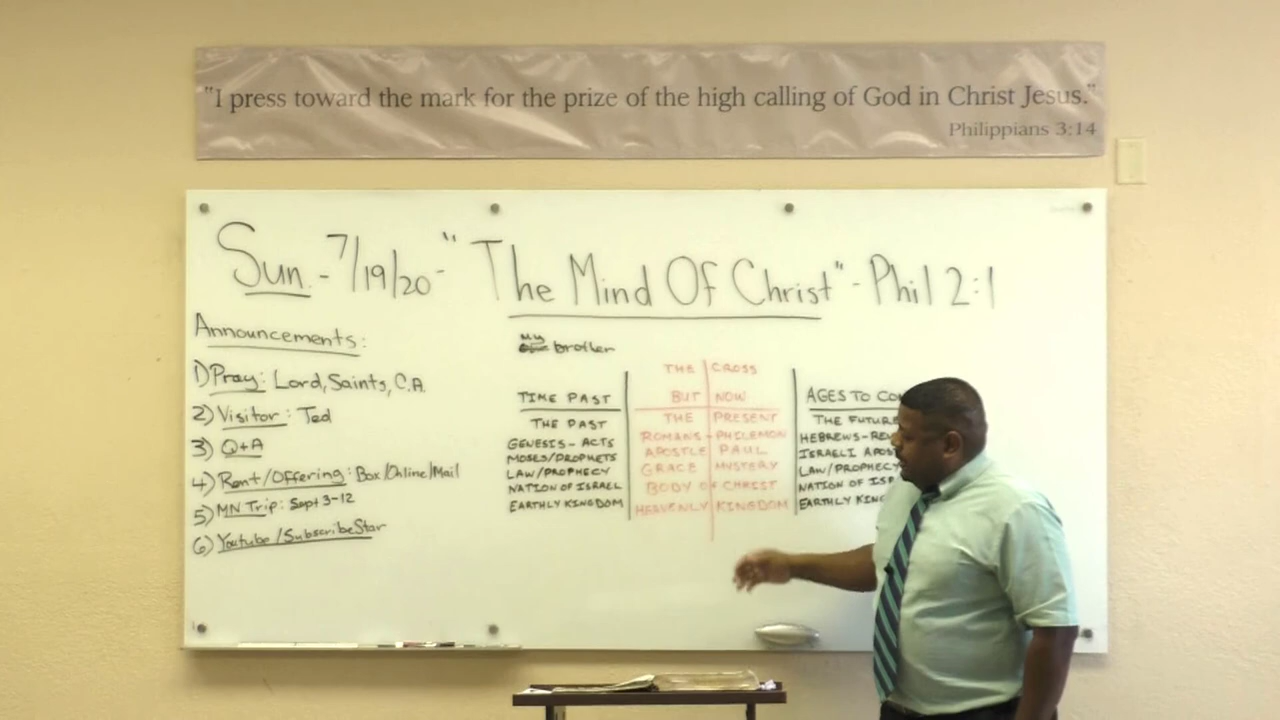 "I press toward the mark for the prize of the high calling of God in Christ Jesus."
Philippians 3:14
Sun. - 7/19/20 - "The Mind Of Christ" - Phil 2:1
Announcements:
1) Pray: Lord, Saints, C.A.
2) Visitor: Ted
3) Q+A
4) Rent/Offering: Box/Online/Mail
5) MN Trip: Sept 3-12
6) Youtube/SubscribeStar
My
brother
TIME PAST
THE PAST
GENESIS - ACTS
MOSES/PROPHETS
LAW/PROPHECY
NATION OF ISRAEL
EARTHLY KINGDOM
THE CROSS
BUT NOW
THE PRESENT
ROMANS - PHILEMON
APOSTLE PAUL
GRACE MYSTERY
BODY OF CHRIST
HEAVENLY KINGDOM
AGES TO CO
THE FUTURE
HEBREWS - RE
ISRAELI APOS
LAW/PROPHECY
NATION OF ISR
EARTHLY KING